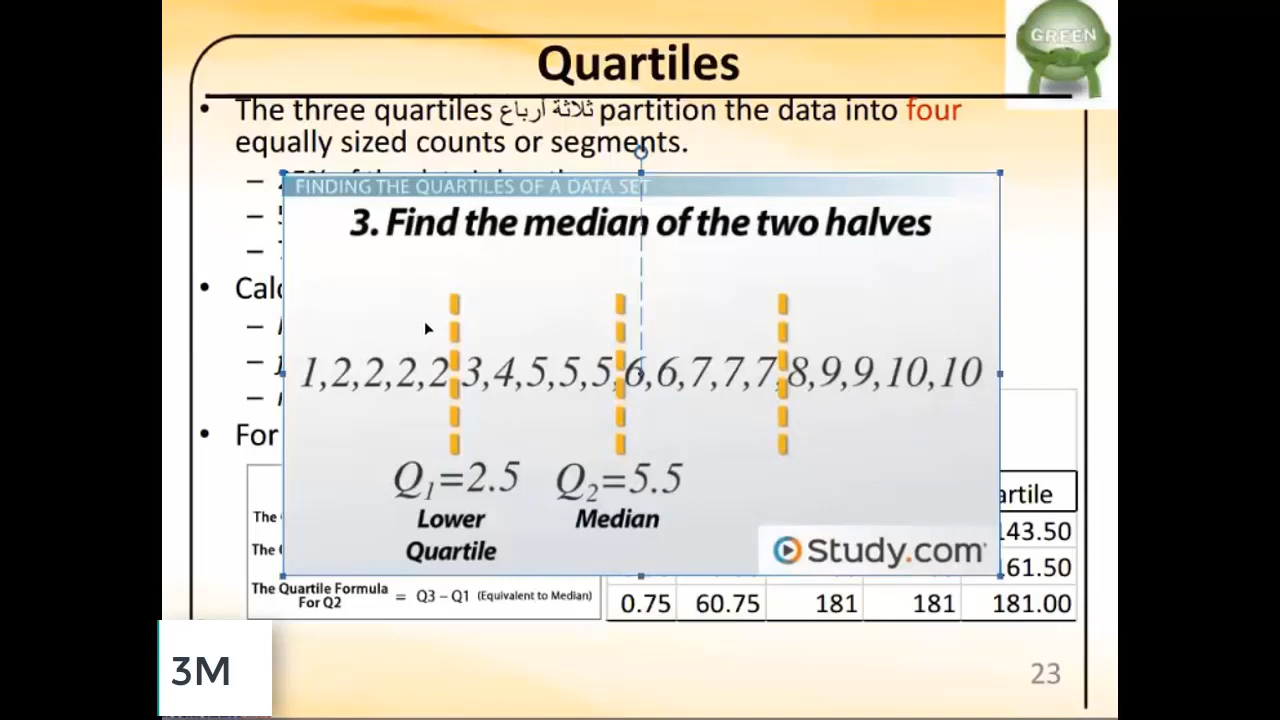 GREEN
Quartiles
• The three quartiles ثلاثة أرباع partition the data into four
equally sized counts or segments.
–
FINDING THE QUARTILES OF A DATA SET
3. Find the median of the two halves
–
–
• Calc
–
1,2,2,2,2,3,4,5,5,5,6,6,7,7,7,8,9,9,10,10
–
–
• For
Q₁=2.5 Q₂=5.5
Lower Median
Quartile
Study.com
The
The
artile
143.50
61.50
The Quartile Formula
For Q2 = Q3 – Q1 (Equivalent to Median)
0.75 60.75 181 181 181.00
3M
23